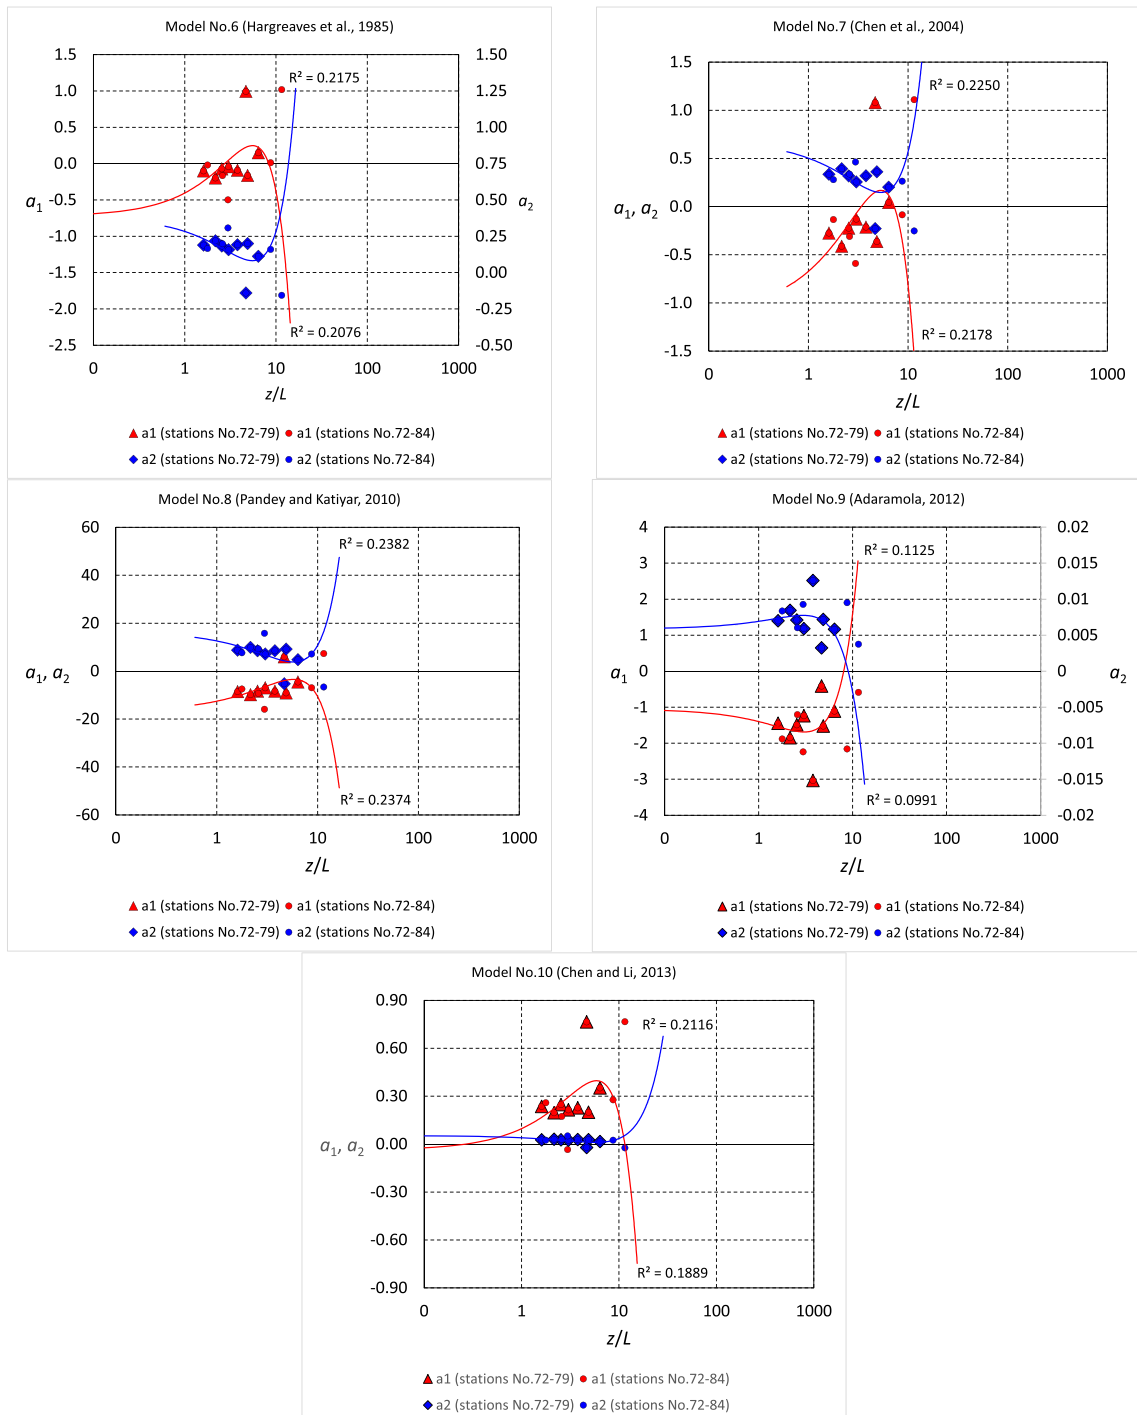 Model No.6 (Hargreaves et al., 1985)
1.5
1.0
0.5
0.0
-0.5
-1.0
-1.5
-2.0
-2.5
1.50
1.25
1.00
0.75
0.50
0.25
0.00
-0.25
-0.50
a1
a2
R² = 0.2175
R² = 0.2076
0 1 10 100 1000
z/L
a1 (stations No.72-79) a1 (stations No.72-84)
a2 (stations No.72-79) a2 (stations No.72-84)
Model No.7 (Chen et al., 2004)
1.5
1.0
0.5
0.0
-0.5
-1.0
-1.5
a1, a2
R² = 0.2250
R² = 0.2178
0 1 10 100 1000
z/L
a1 (stations No.72-79) a1 (stations No.72-84)
a2 (stations No.72-79) a2 (stations No.72-84)
Model No.8 (Pandey and Katiyar, 2010)
60
40
20
0
-20
-40
-60
a1, a2
R² = 0.2382
R² = 0.2374
0 1 10 100 1000
z/L
a1 (stations No.72-79) a1 (stations No.72-84)
a2 (stations No.72-79) a2 (stations No.72-84)
Model No.9 (Adaramola, 2012)
4
3
2
1
0
-1
-2
-3
-4
0.02
0.015
0.01
0.005
0
-0.005
-0.01
-0.015
-0.02
a1
a2
R² = 0.1125
R² = 0.0991
0 1 10 100 1000
z/L
a1 (stations No.72-79) a1 (stations No.72-84)
a2 (stations No.72-79) a2 (stations No.72-84)
Model No.10 (Chen and Li, 2013)
0.90
0.60
0.30
0.00
-0.30
-0.60
-0.90
a1, a2
R² = 0.2116
R² = 0.1889
0 1 10 100 1000
z/L
a1 (stations No.72-79) a1 (stations No.72-84)
a2 (stations No.72-79) a2 (stations No.72-84)